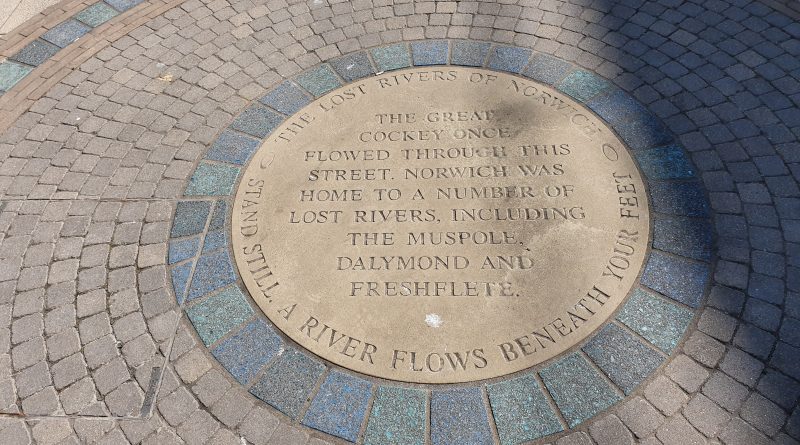 THE LOST RIVERS OF NORWICH
THE GREAT
COCKEY ONCE
FLOWED THROUGH THIS
STREET. NORWICH WAS
HOME TO A NUMBER OF
LOST RIVERS, INCLUDING
THE MUSPOLE,
DALYMOND AND
FRESHFLETE.
STAND STILL, A RIVER FLOWS BENEATH YOUR FEET